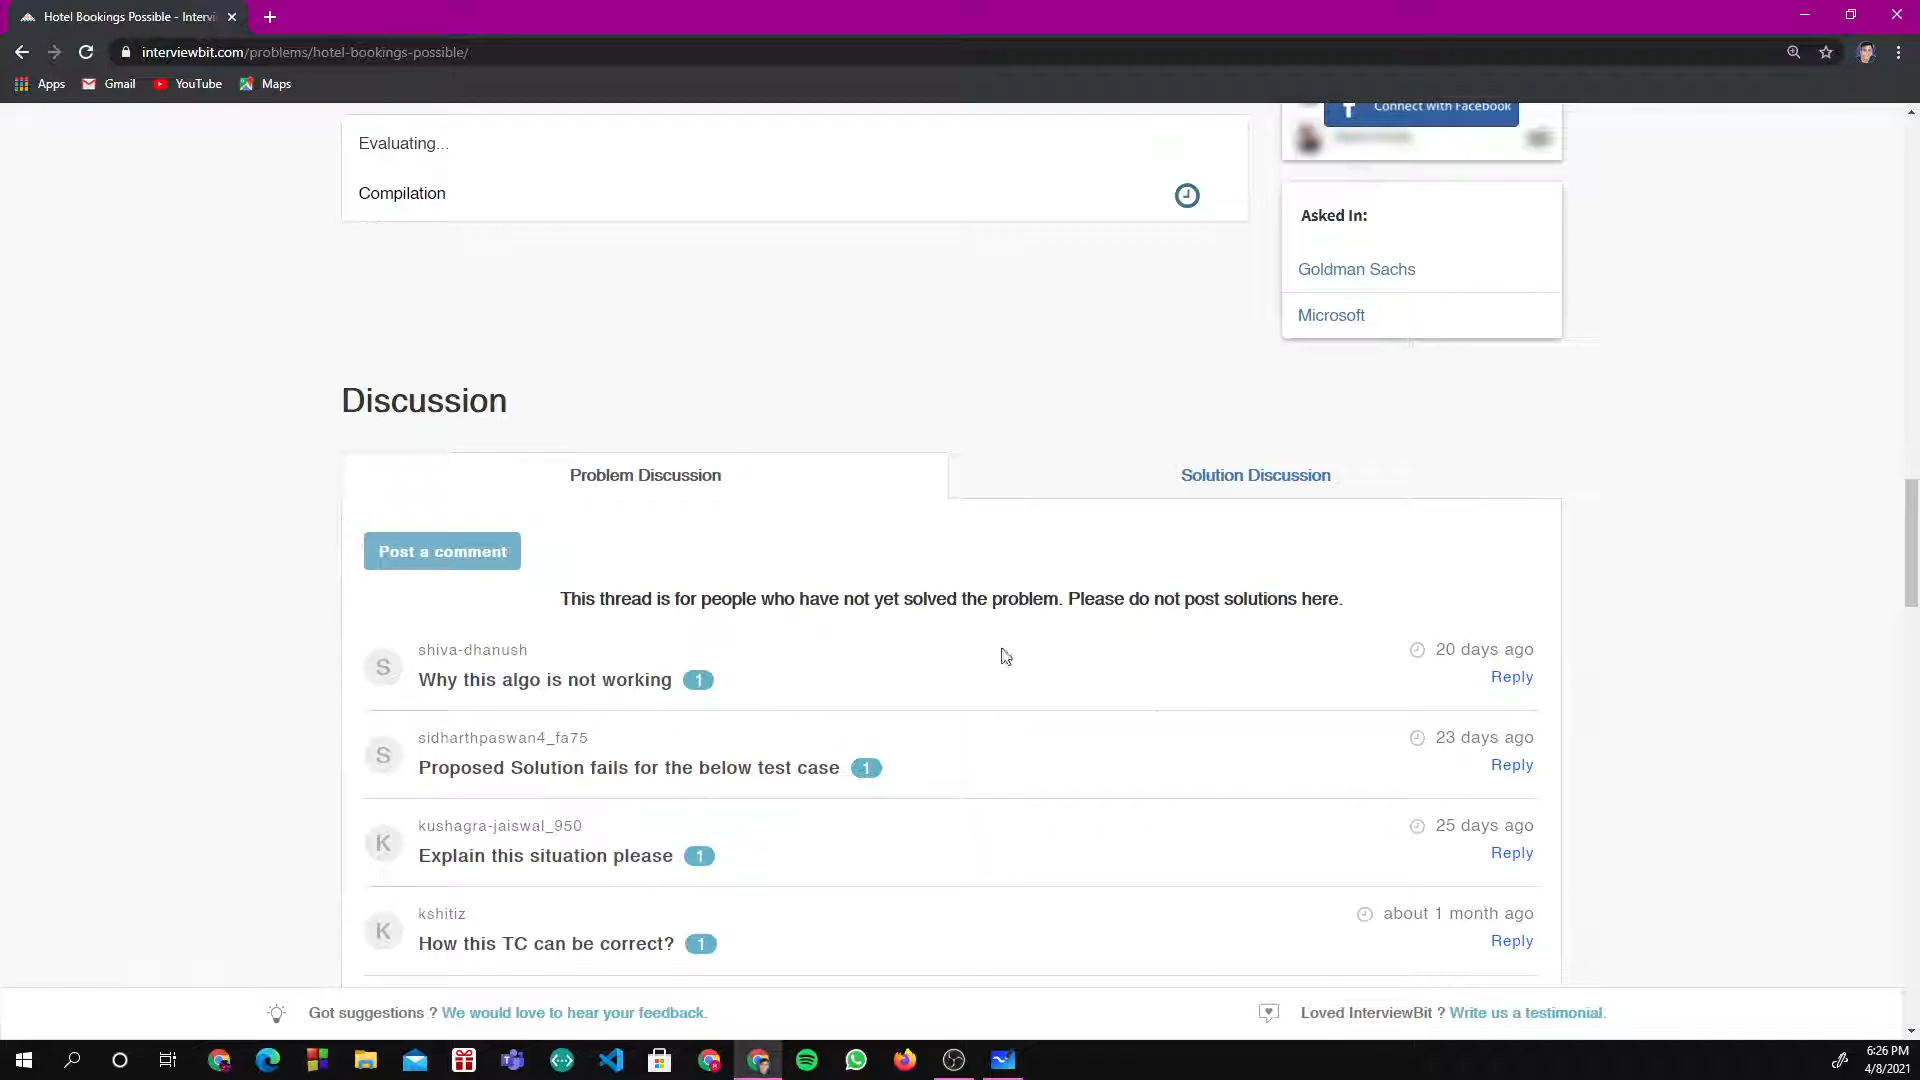 Hotel Bookings Possible - Intervi
interviewbit.com/problems/hotel-bookings-possible/
Apps
Gmail
YouTube
Maps
Connect with Facebook
Evaluating...
Compilation
Asked In:
Goldman Sachs
Microsoft
Discussion
Problem Discussion
Solution Discussion
Post a comment
This thread is for people who have not yet solved the problem. Please do not post solutions here.
S
shiva-dhanush
20 days ago
Why this algo is not working 1
Reply
S
sidharthpaswan4_fa75
23 days ago
Proposed Solution fails for the below test case 1
Reply
K
kushagra-jaiswal_950
25 days ago
Explain this situation please 1
Reply
K
kshitiz
about 1 month ago
How this TC can be correct? 1
Reply
Got suggestions ? We would love to hear your feedback.
Loved InterviewBit ? Write us a testimonial.
6:26 PM
4/8/2021